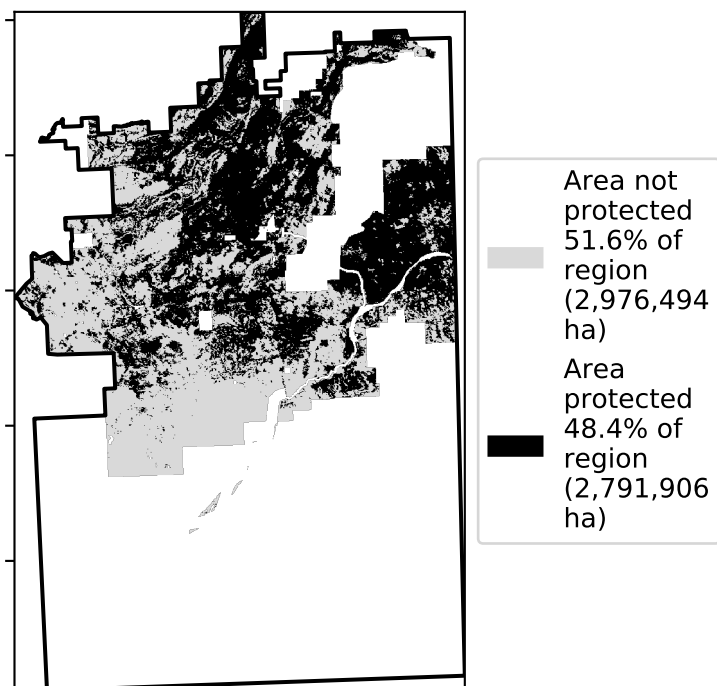 Area not
protected
51.6% of
region
(2,976,494
ha)
Area
protected
48.4% of
region
(2,791,906
ha)